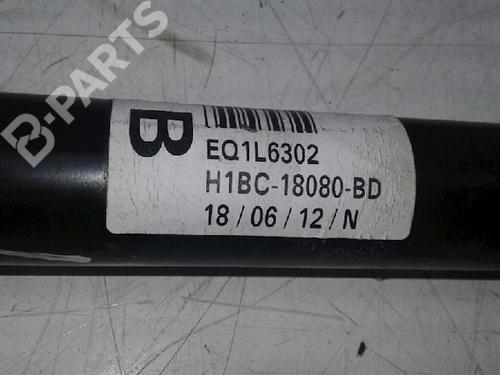 B-PARTS
B
EQ1L6302
H1BC-18080-BD
18/06/12/N